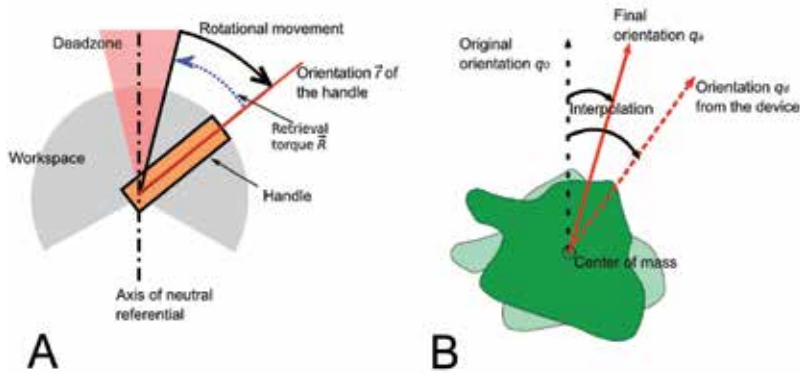 Deadzone
Rotational movement
Orientation r⃗ of
the handle
Retrieval
torque R⃗
Workspace
Handle
Axis of neutral
referential
A
Final
orientation qₐ
Original
orientation q₀
Orientation q_d
from the device
Interpolation
Center of mass
B